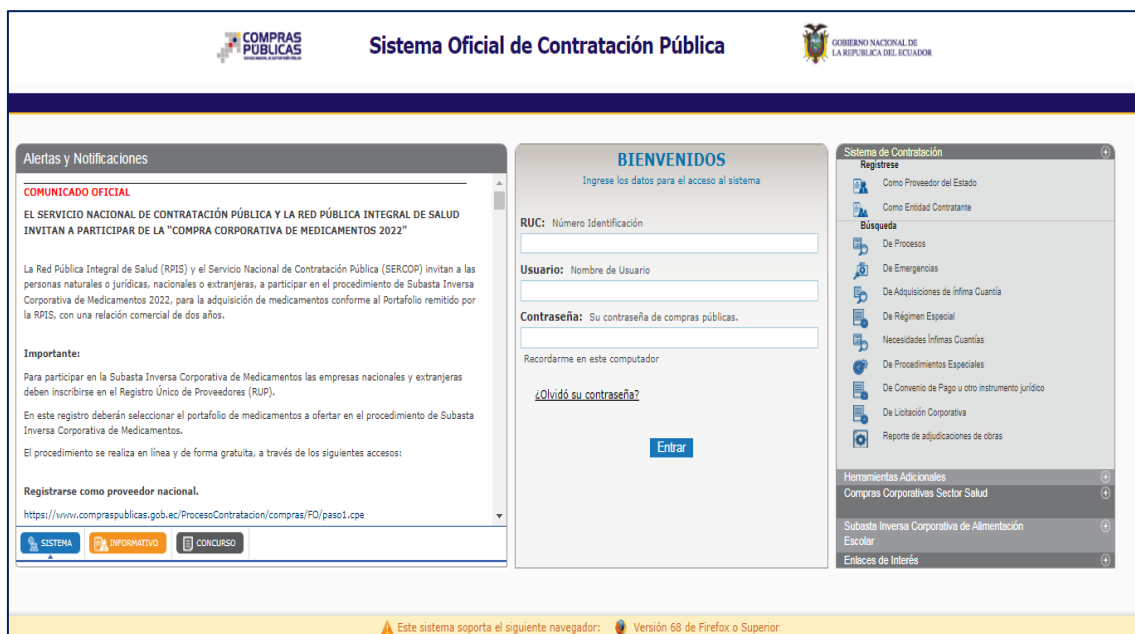 COMPRAS
PÚBLICAS
Sistema Oficial de Contratación Pública
GOBIERNO NACIONAL DE
LA REPUBLICA DEL ECUADOR
Alertas y Notificaciones
COMUNICADO OFICIAL
EL SERVICIO NACIONAL DE CONTRATACIÓN PÚBLICA Y LA RED PÚBLICA INTEGRAL DE SALUD
INVITAN A PARTICIPAR DE LA "COMPRA CORPORATIVA DE MEDICAMENTOS 2022"
La Red Pública Integral de Salud (RPIS) y el Servicio Nacional de Contratación Pública (SERCOP) invitan a las
personas naturales o jurídicas, nacionales o extranjeras, a participar en el procedimiento de Subasta Inversa
Corporativa de Medicamentos 2022, para la adquisición de medicamentos conforme al Portafolio remitido por
la RPIS, con una relación comercial de dos años.
Importante:
Para participar en la Subasta Inversa Corporativa de Medicamentos las empresas nacionales y extranjeras
deben inscribirse en el Registro Único de Proveedores (RUP).
En este registro deberán seleccionar el portafolio de medicamentos a ofertar en el procedimiento de Subasta
Inversa Corporativa de Medicamentos.
El procedimiento se realiza en línea y de forma gratuita, a través de los siguientes accesos:
Registrarse como proveedor nacional.
https://www.compraspublicas.gob.ec/ProcesoContratacion/compras/FO/paso1.cpe
SISTEMA
INFORMATIVO
CONCURSO
BIENVENIDOS
Ingrese los datos para el acceso al sistema
RUC: Número Identificación
Usuario: Nombre de Usuario
Contraseña: Su contraseña de compras públicas.
Recordarme en este computador
¿Olvidó su contraseña?
Entrar
Sistema de Contratación
Regístrese
Como Proveedor del Estado
Como Entidad Contratante
Búsqueda
De Procesos
De Emergencias
De Adquisiciones de ínfima Cuantía
De Régimen Especial
Necesidades Ínfimas Cuantías
De Procedimientos Especiales
De Convenio de Pago u otro instrumento jurídico
De Licitación Corporativa
Reporte de adjudicaciones de obras
Herramientas Adicionales
Compras Corporativas Sector Salud
Subasta Inversa Corporativa de Alimentación
Escolar
Enlaces de Interés
Este sistema soporta el siguiente navegador: Versión 68 de Firefox o Superior